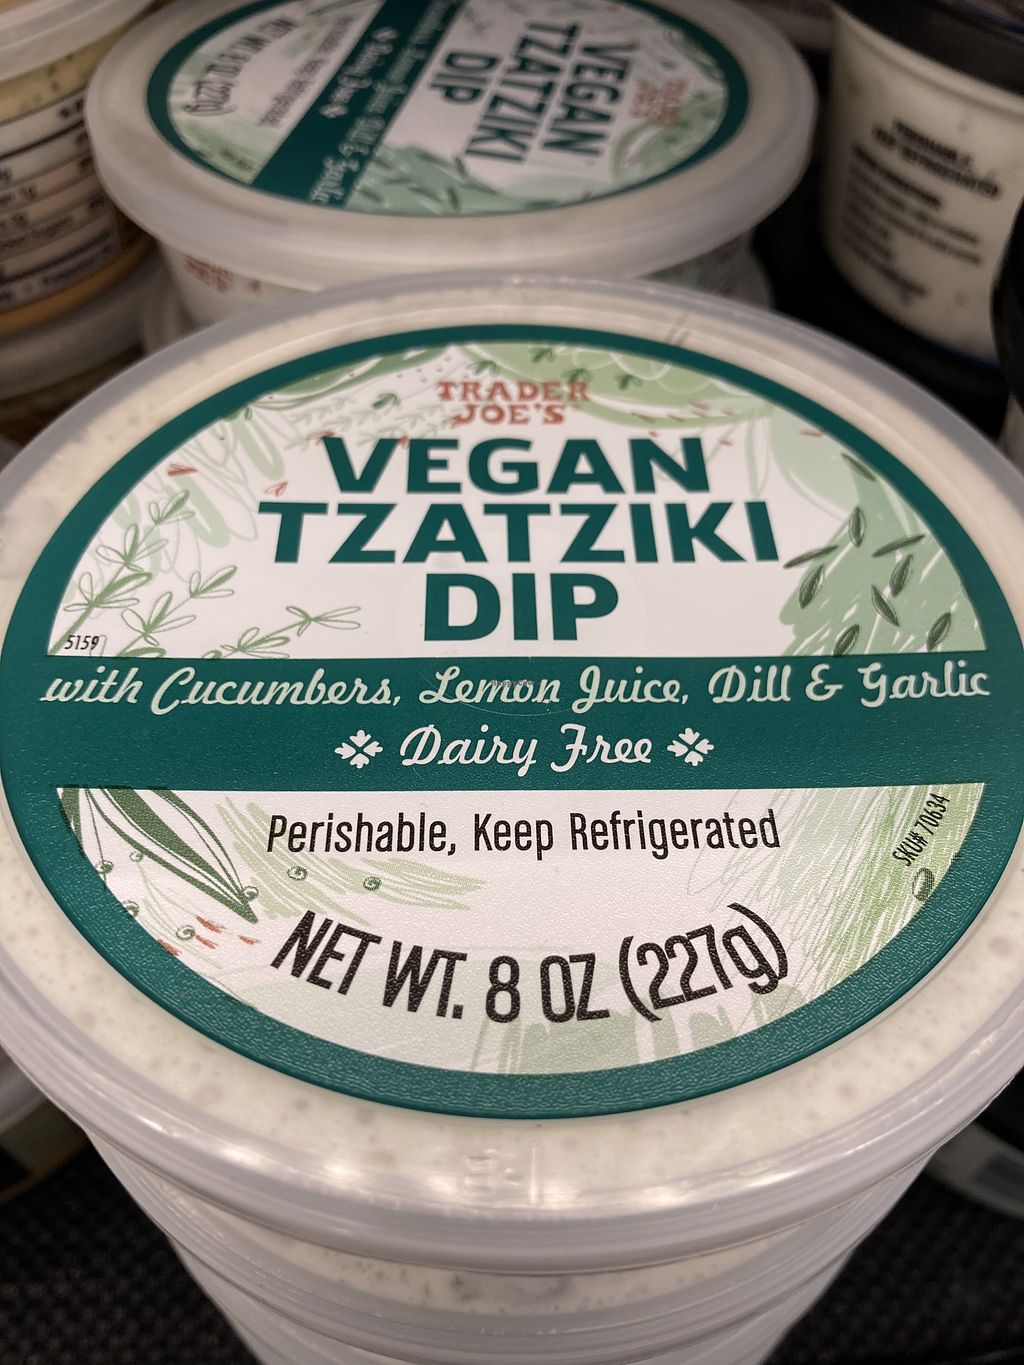 VEGAN
TZATZIKI
DIP
TRADER
JOE'S
VEGAN
TZATZIKI
DIP
5159
with Cucumbers, Lemon Juice, Dill & Garlic
Dairy Free
Perishable, Keep Refrigerated
SKU# 70634
NET WT. 8 OZ (227g)